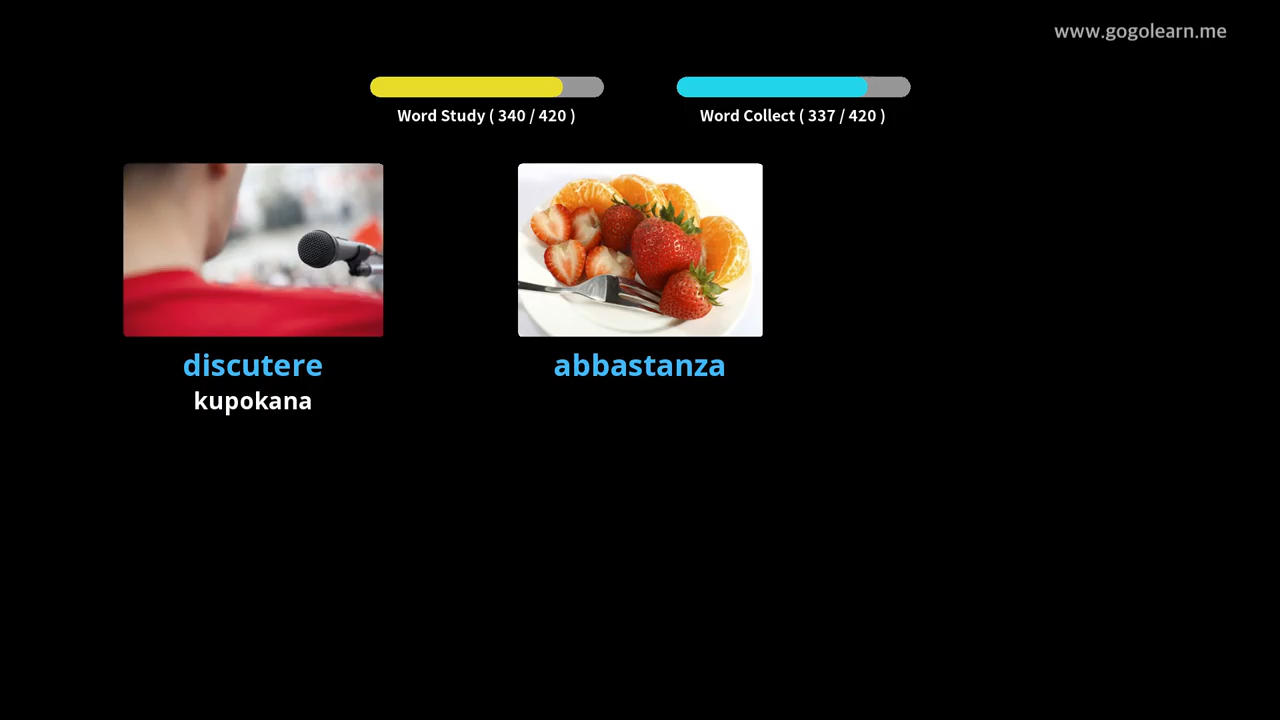 www.gogolearn.me
Word Study ( 340 / 420 )
Word Collect ( 337 / 420 )
discutere
kupokana
abbastanza